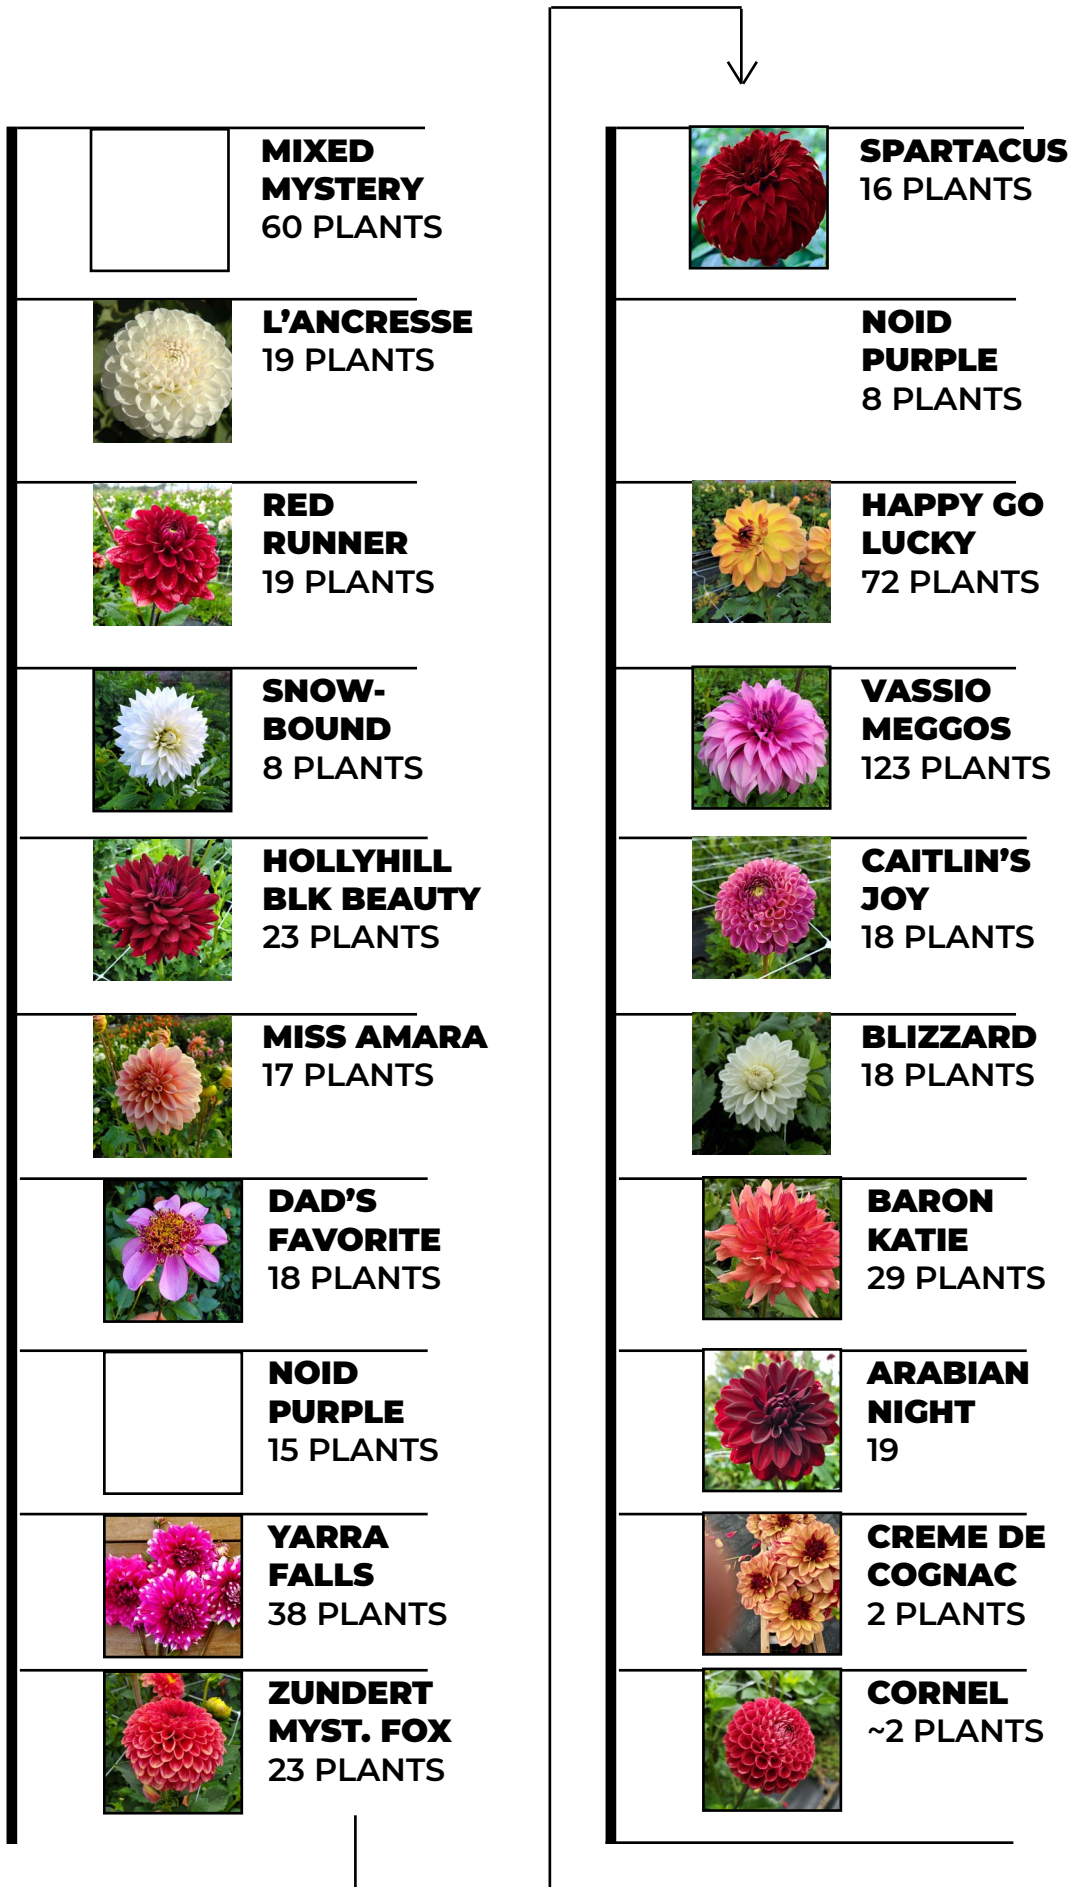 MIXED
MYSTERY
60 PLANTS
L’ANCRESSE
19 PLANTS
RED
RUNNER
19 PLANTS
SNOW-
BOUND
8 PLANTS
HOLLYHILL
BLK BEAUTY
23 PLANTS
MISS AMARA
17 PLANTS
DAD’S
FAVORITE
18 PLANTS
NOID
PURPLE
15 PLANTS
YARRA
FALLS
38 PLANTS
ZUNDERT
MYST. FOX
23 PLANTS
SPARTACUS
16 PLANTS
NOID
PURPLE
8 PLANTS
HAPPY GO
LUCKY
72 PLANTS
VASSIO
MEGGOS
123 PLANTS
CAITLIN’S
JOY
18 PLANTS
BLIZZARD
18 PLANTS
BARON
KATIE
29 PLANTS
ARABIAN
NIGHT
19
CREME DE
COGNAC
2 PLANTS
CORNEL
~2 PLANTS